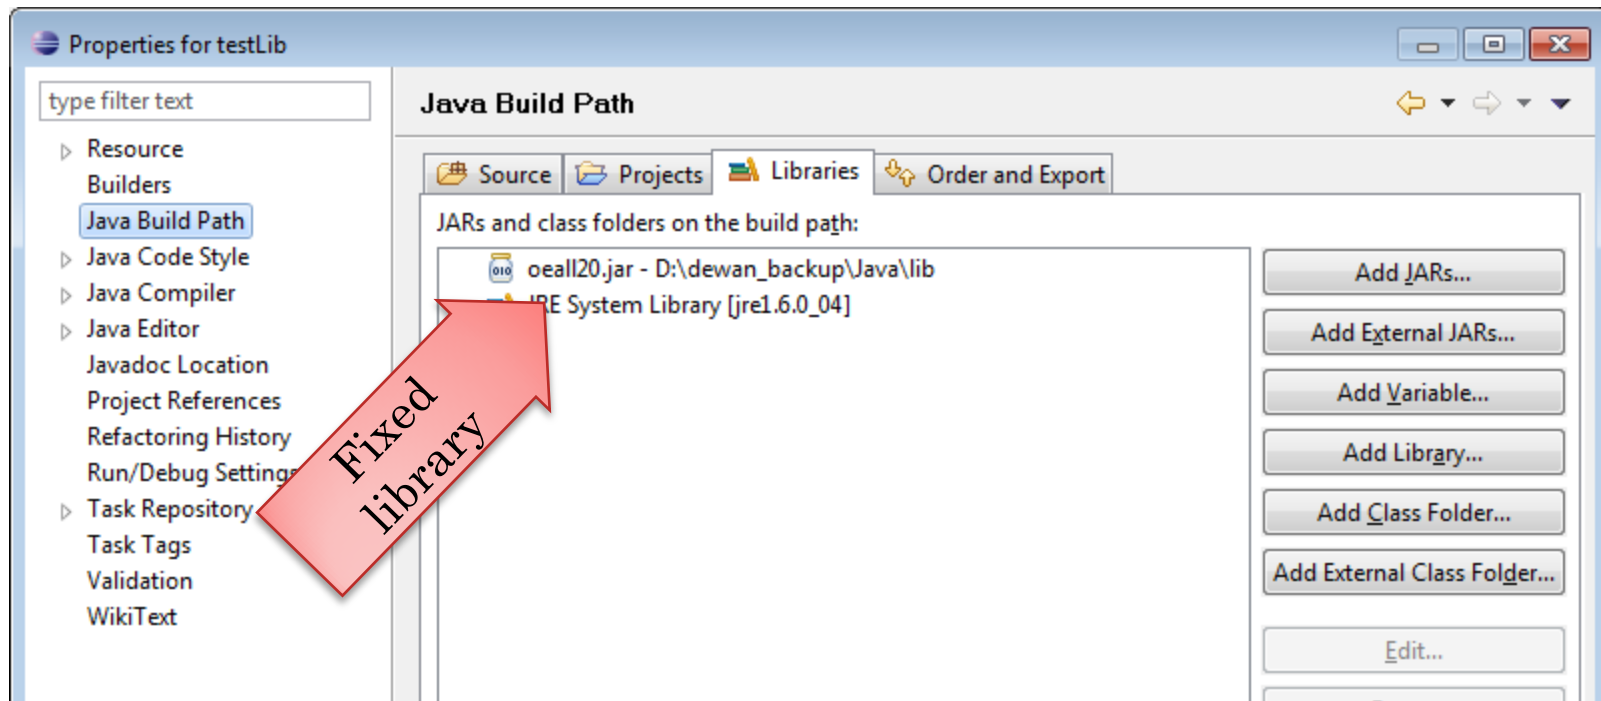 Properties for testLib
type filter text
Resource
Builders
Java Build Path
Java Code Style
Java Compiler
Java Editor
Javadoc Location
Project References
Refactoring History
Run/Debug Settings
Task Repository
Task Tags
Validation
WikiText
Java Build Path
Source
Projects
Libraries
Order and Export
JARs and class folders on the build path:
010
oeall20.jar - D:\dewan_backup\Java\lib
JRE System Library [jre1.6.0_04]
Fixed
library
Add JARs...
Add External JARs...
Add Variable...
Add Library...
Add Class Folder...
Add External Class Folder...
Edit...